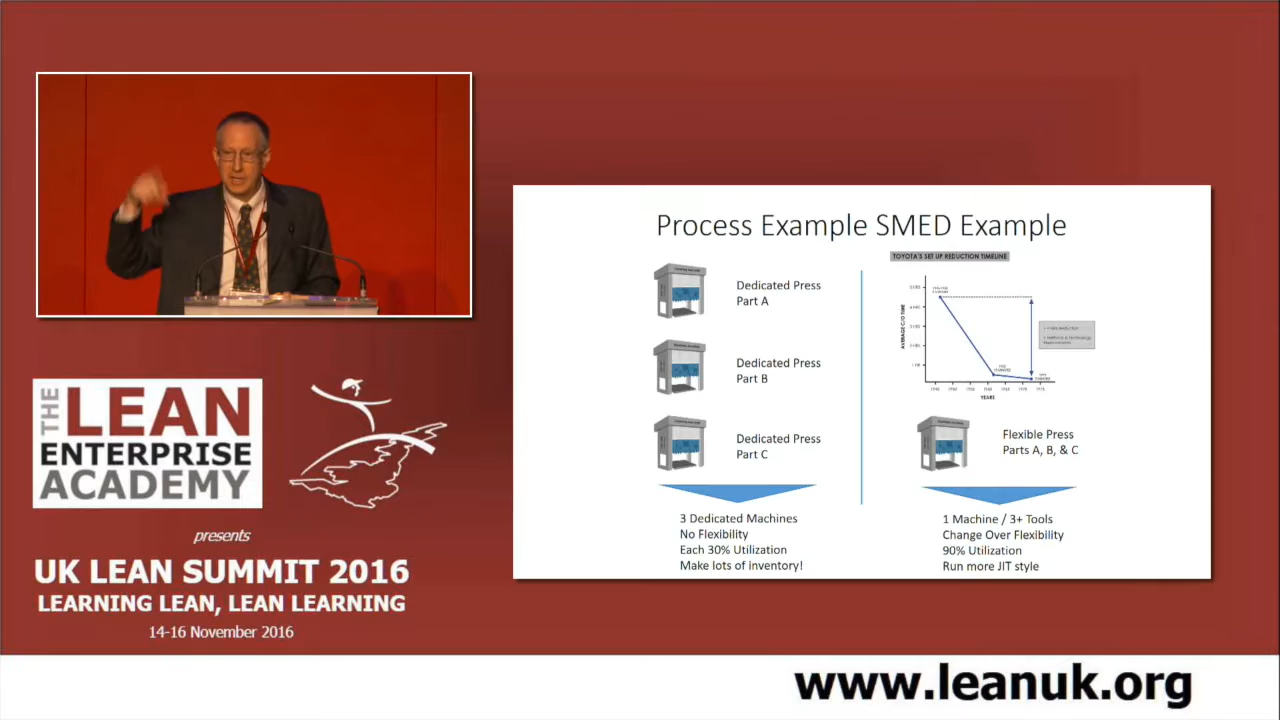 THE
LEAN
ENTERPRISE
ACADEMY
presents
UK LEAN SUMMIT 2016
LEARNING LEAN, LEAN LEARNING
14-16 November 2016
Process Example SMED Example
Dedicated Press
Part A
Dedicated Press
Part B
Dedicated Press
Part C
3 Dedicated Machines
No Flexibility
Each 30% Utilization
Make lots of inventory!
TOYOTA'S SET UP REDUCTION TIMELINE
AVERAGE C/O TIME
YEARS
Flexible Press
Parts A, B, & C
1 Machine / 3+ Tools
Change Over Flexibility
90% Utilization
Run more JIT style
www.leanuk.org